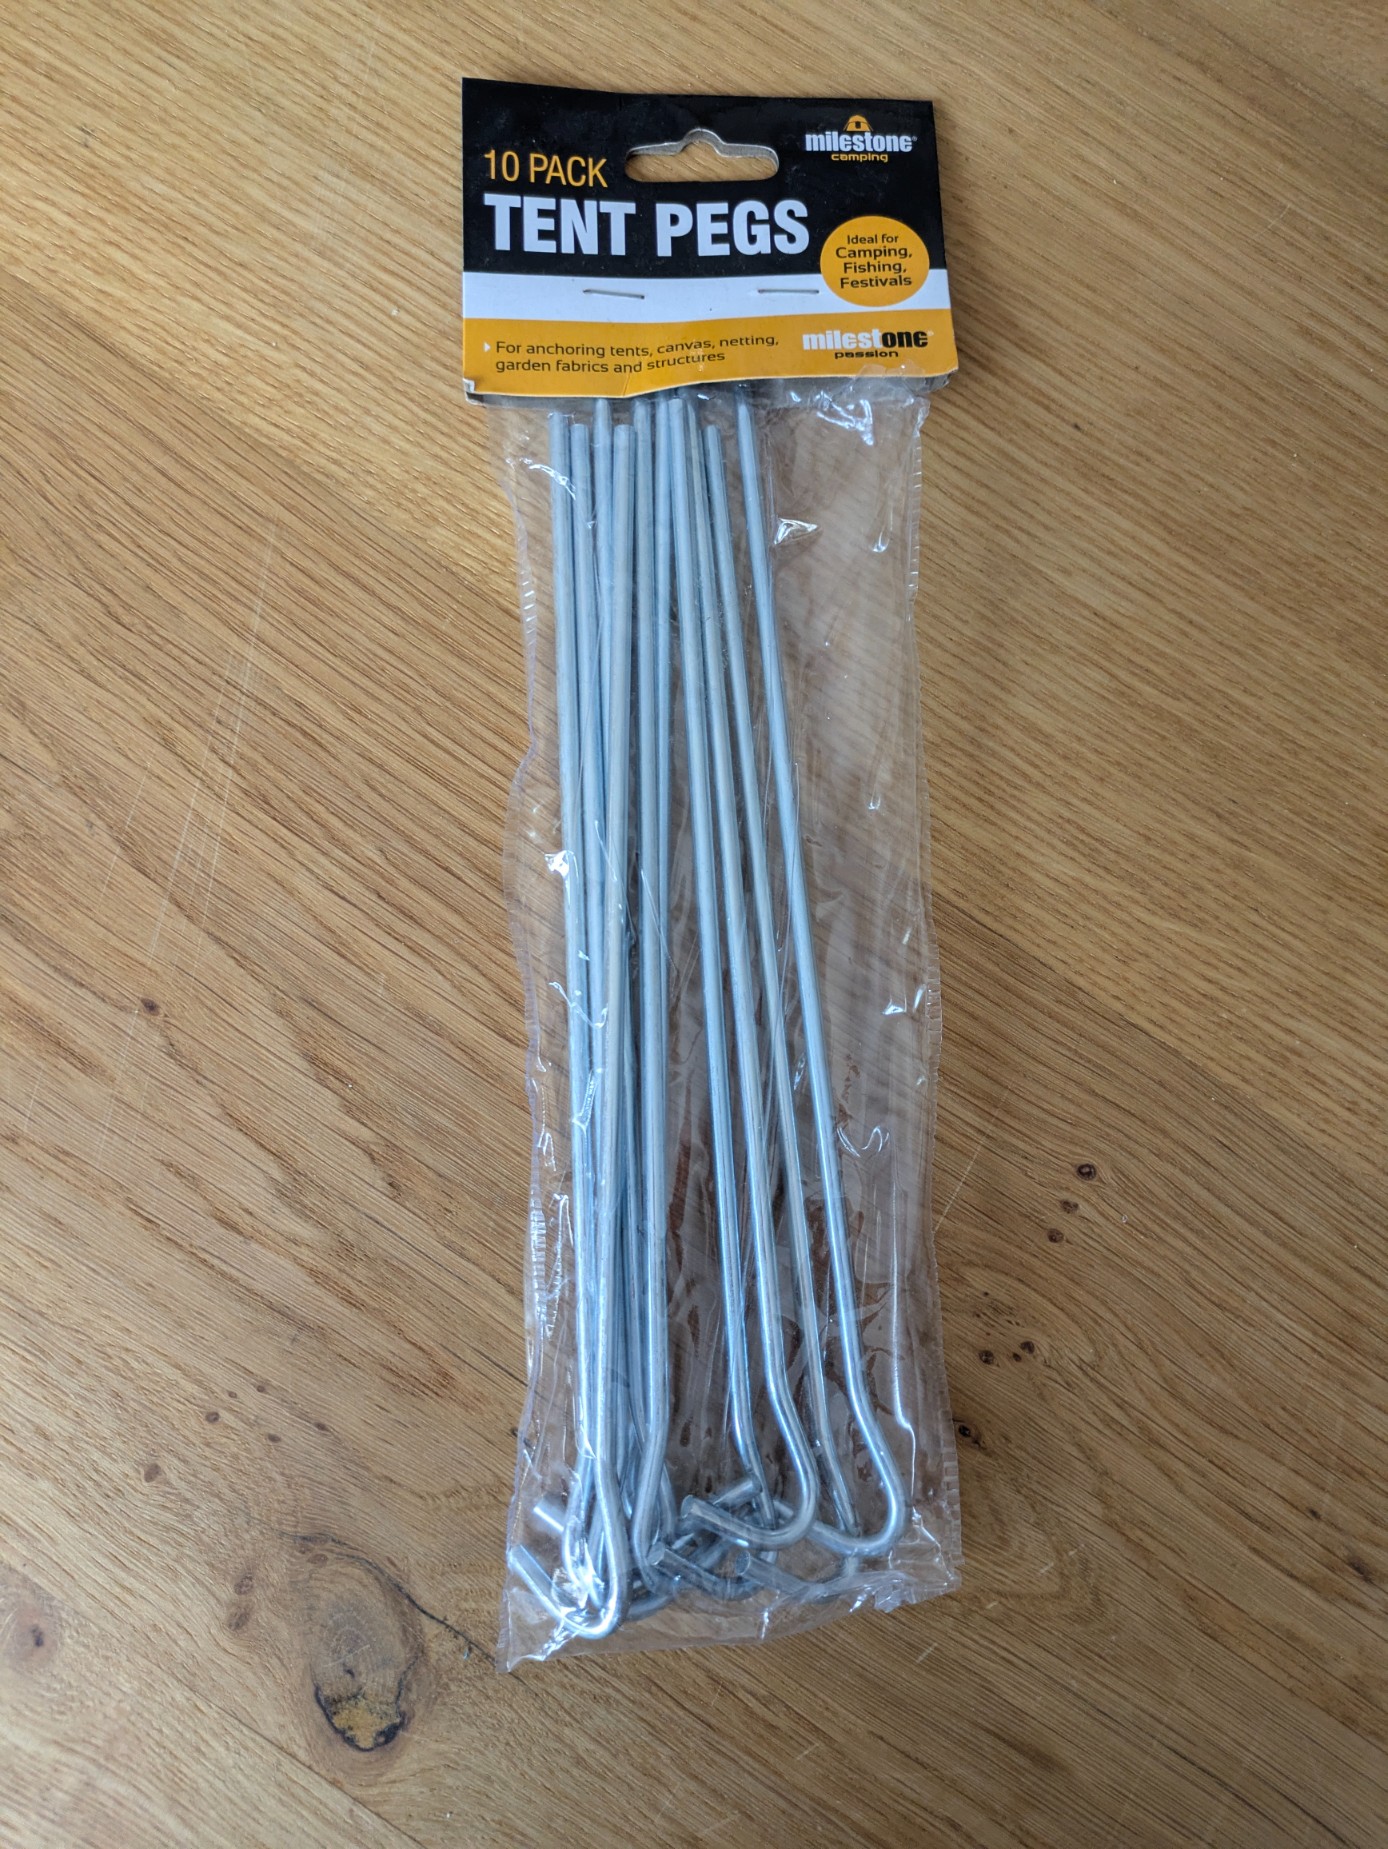 10 PACK
TENT PEGS
milestone®
camping
Ideal for
Camping,
Fishing,
Festivals
For anchoring tents, canvas, netting,
garden fabrics and structures
milestone®
passion